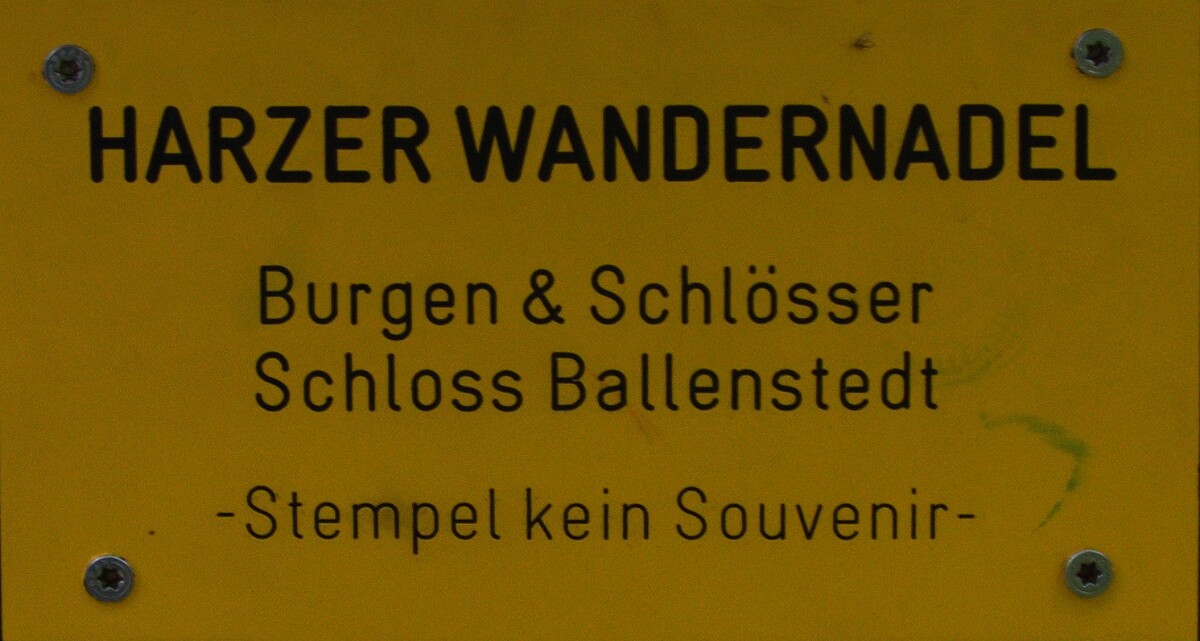 HARZER WANDERNADEL
Burgen & Schlösser
Schloss Ballenstedt
-Stempel kein Souvenir-